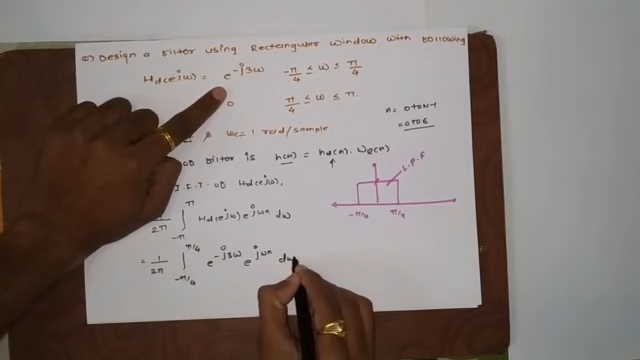 Q) Design a Filter using Rectangular window with Following
Hd(e^jω) = e^-j3ω  -π/4 ≤ ω ≤ π/4
0  π/4 ≤ ω ≤ π.
n = 0 to N-1
= 0 to 6
& ωc = 1 rad/sample.
OF Filter is h(n) = hd(n) . ωR(n)
I.F.T OF Hd(e^jω),
L.P.F
-π/4 π/4
2π ∫ -π π Hd(e^jω) e^jωn dω
= 1/2π ∫ -π/4 π/4 e^-j3ω e^jωn dω